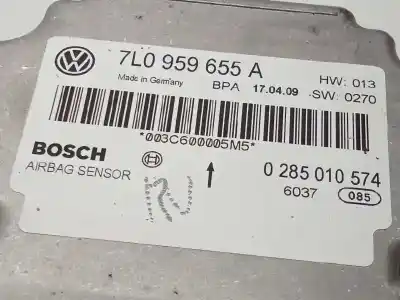 7L0 959 655 A
HW: 013
Made in Germany
BPA 17.04.09 SW: 0270
*003C600005M5*
BOSCH
AIRBAG SENSOR
0 285 010 574
6037 085